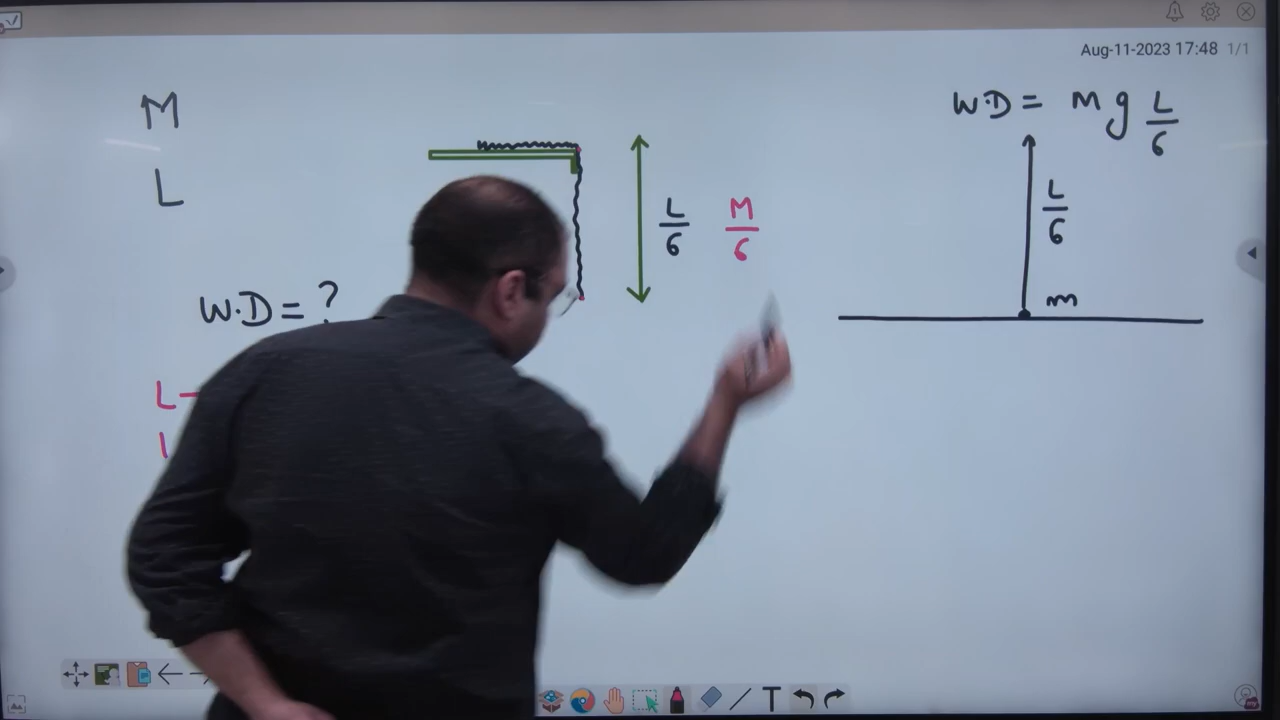 Aug-11-2023 17:48 1/1
M
L
W.D = ?
L-
L/6
M/6
W.D = mg L/6
L/6
m
T